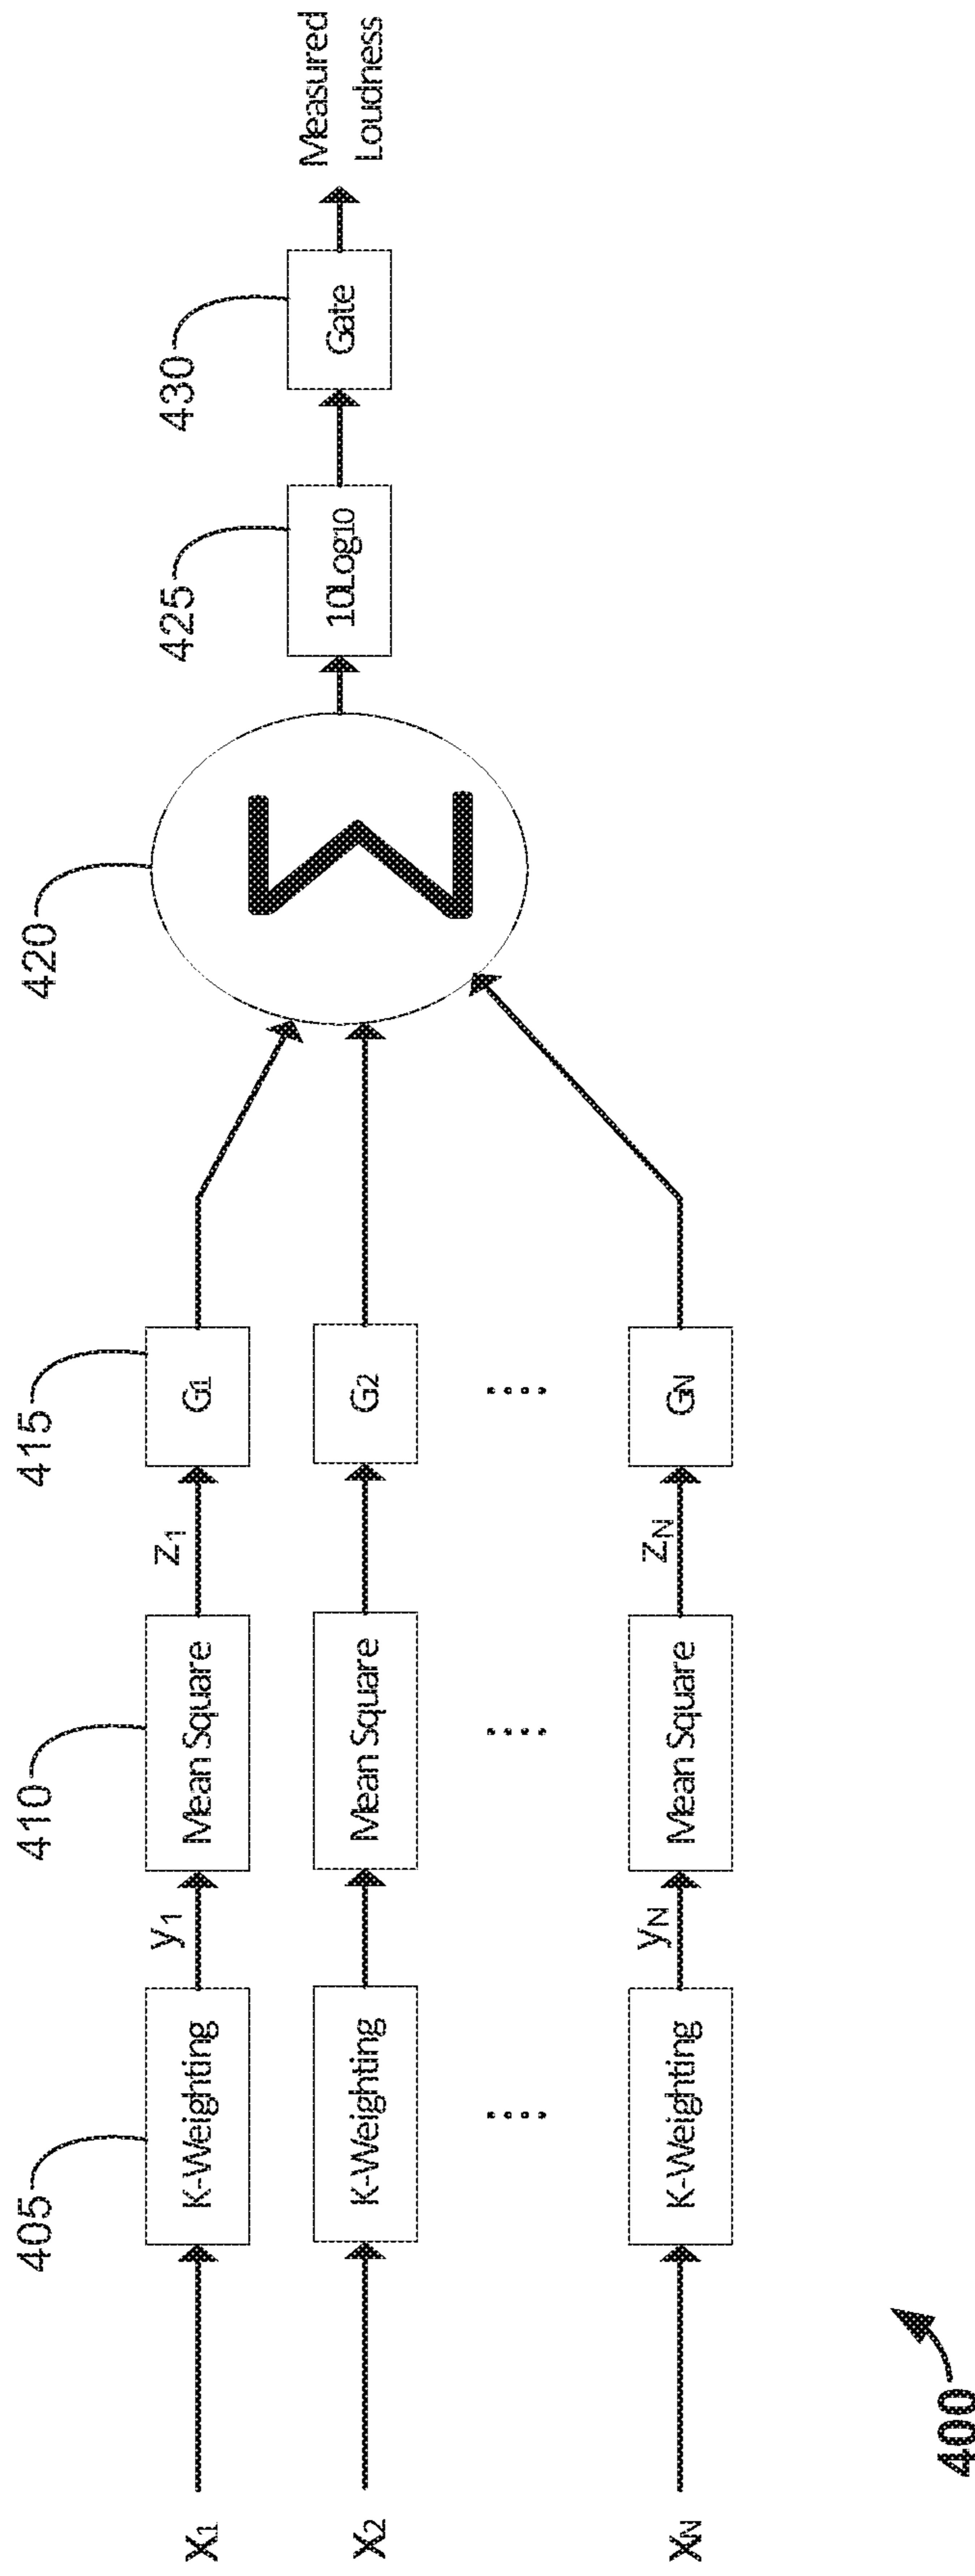 405
410
415
420
425
430
X1
K-Weighting
y1
Mean Square
z1
G1
X2
K-Weighting
Mean Square
G2
XN
K-Weighting
yN
Mean Square
zN
GN
Σ
10Log10
Gate
Measured
Loudness
400